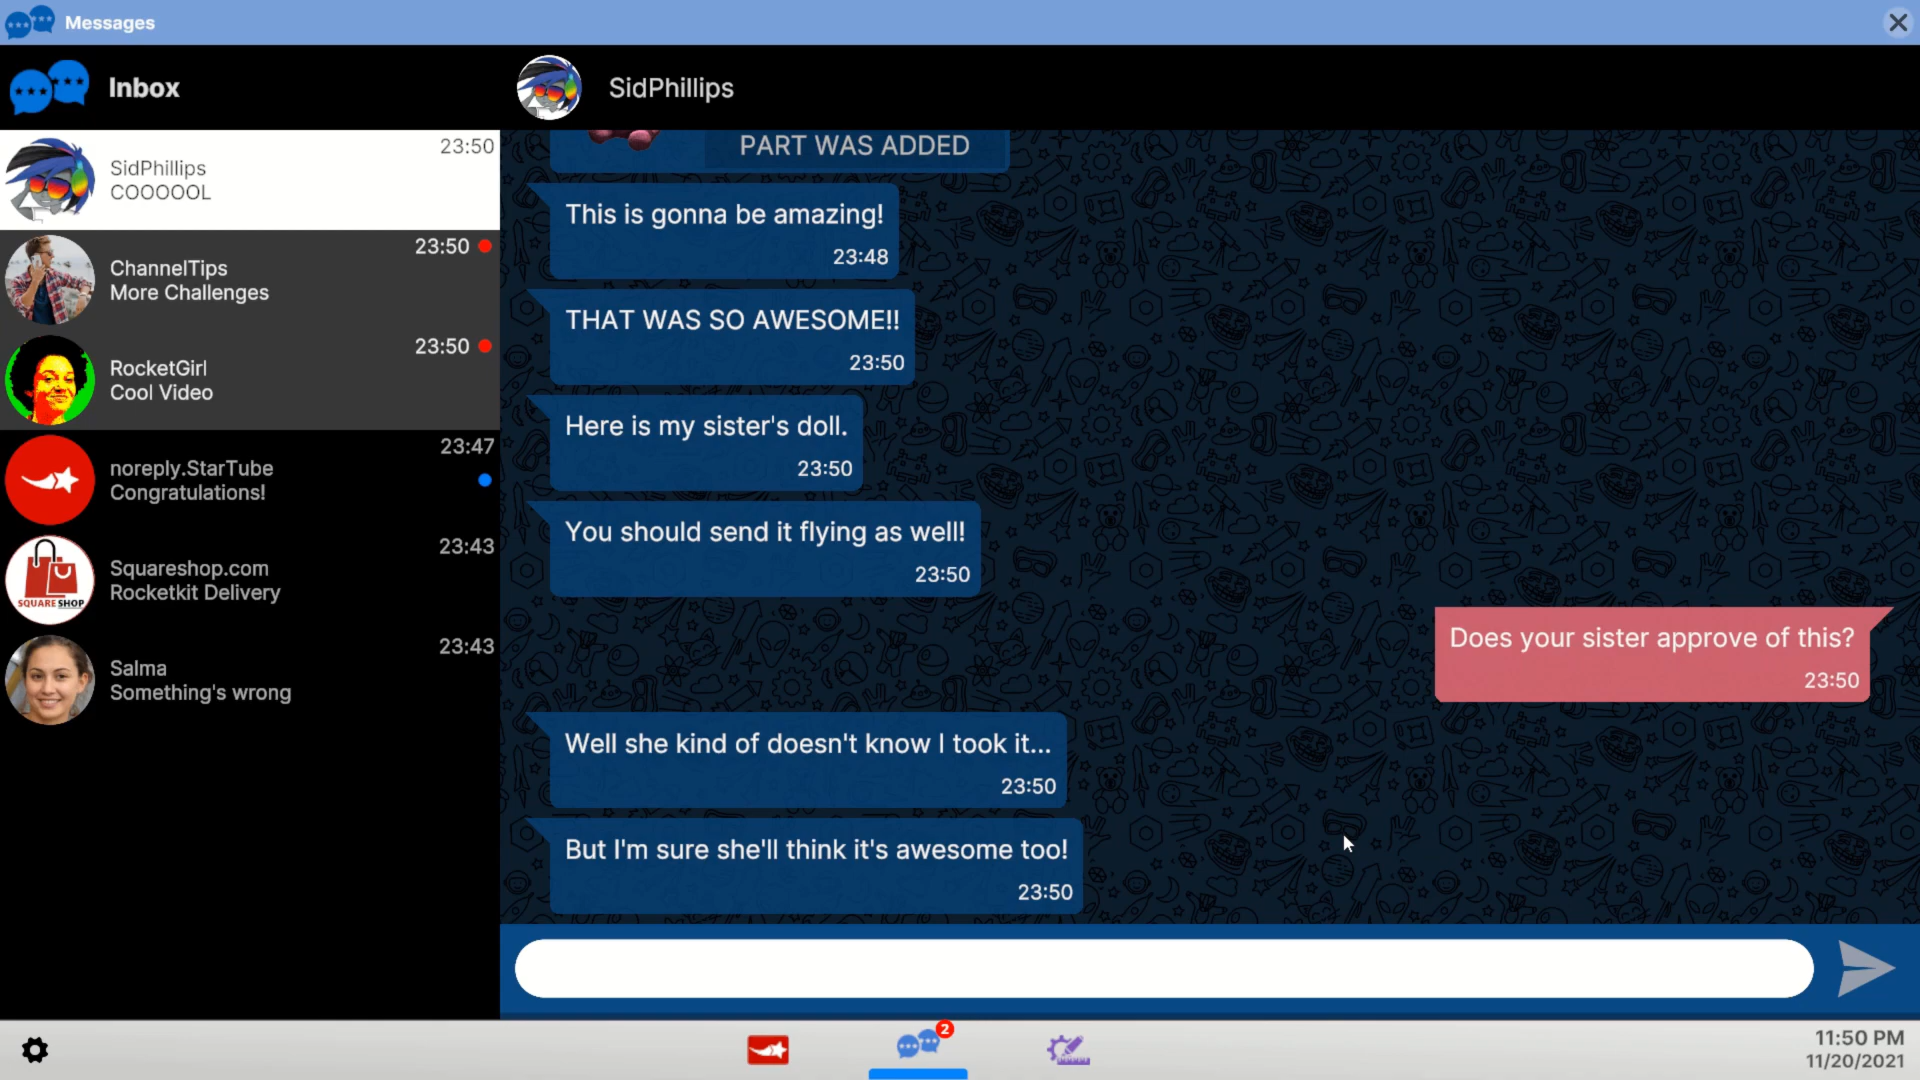 Messages
Inbox
SidPhillips
23:50
SidPhillips
COOOOOL
23:50
ChannelTips
More Challenges
23:50
RocketGirl
Cool Video
23:47
noreply.StarTube
Congratulations!
23:43
Squareshop.com
Rocketkit Delivery
SQUARE SHOP
23:43
Salma
Something's wrong
PART WAS ADDED
This is gonna be amazing!
23:48
THAT WAS SO AWESOME!!
23:50
Here is my sister's doll.
23:50
You should send it flying as well!
23:50
Does your sister approve of this?
23:50
Well she kind of doesn't know I took it...
23:50
But I'm sure she'll think it's awesome too!
23:50
2
11:50 PM
11/20/2021